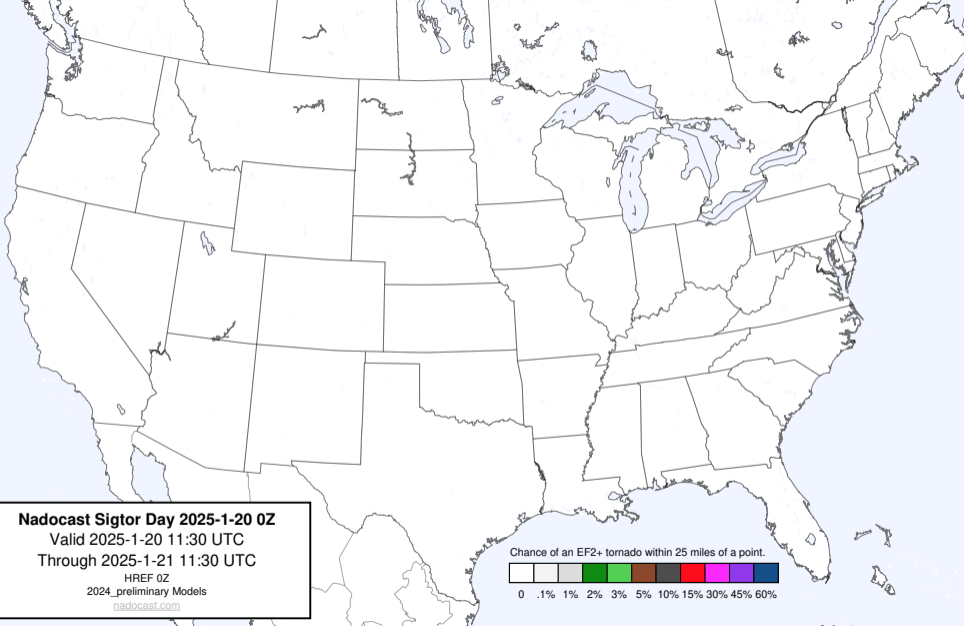 Nadocast Sigtor Day 2025-1-20 0Z
Valid 2025-1-20 11:30 UTC
Through 2025-1-21 11:30 UTC
HREF 0Z
2024_preliminary Models
nadocast.com
Chance of an EF2+ tornado within 25 miles of a point.
0 .1% 1% 2% 3% 5% 10% 15% 30% 45% 60%